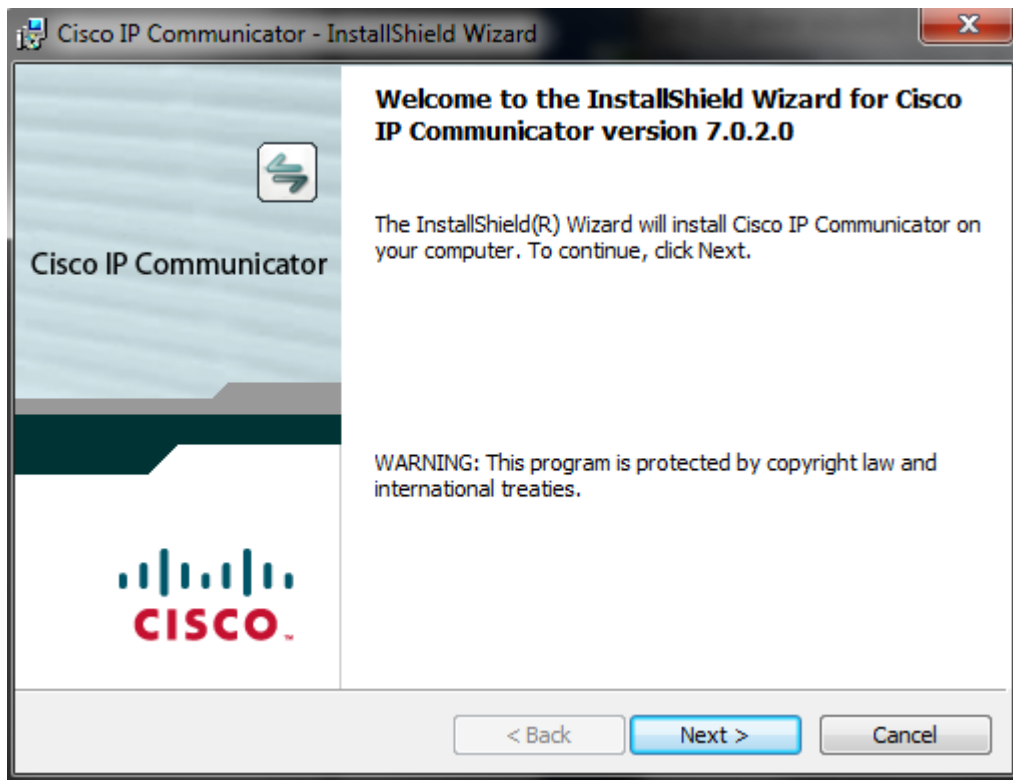 Cisco IP Communicator - InstallShield Wizard
X
Welcome to the InstallShield Wizard for Cisco
IP Communicator version 7.0.2.0
The InstallShield(R) Wizard will install Cisco IP Communicator on
your computer. To continue, click Next.
Cisco IP Communicator
WARNING: This program is protected by copyright law and
international treaties.
CISCO™
< Back
Next >
Cancel